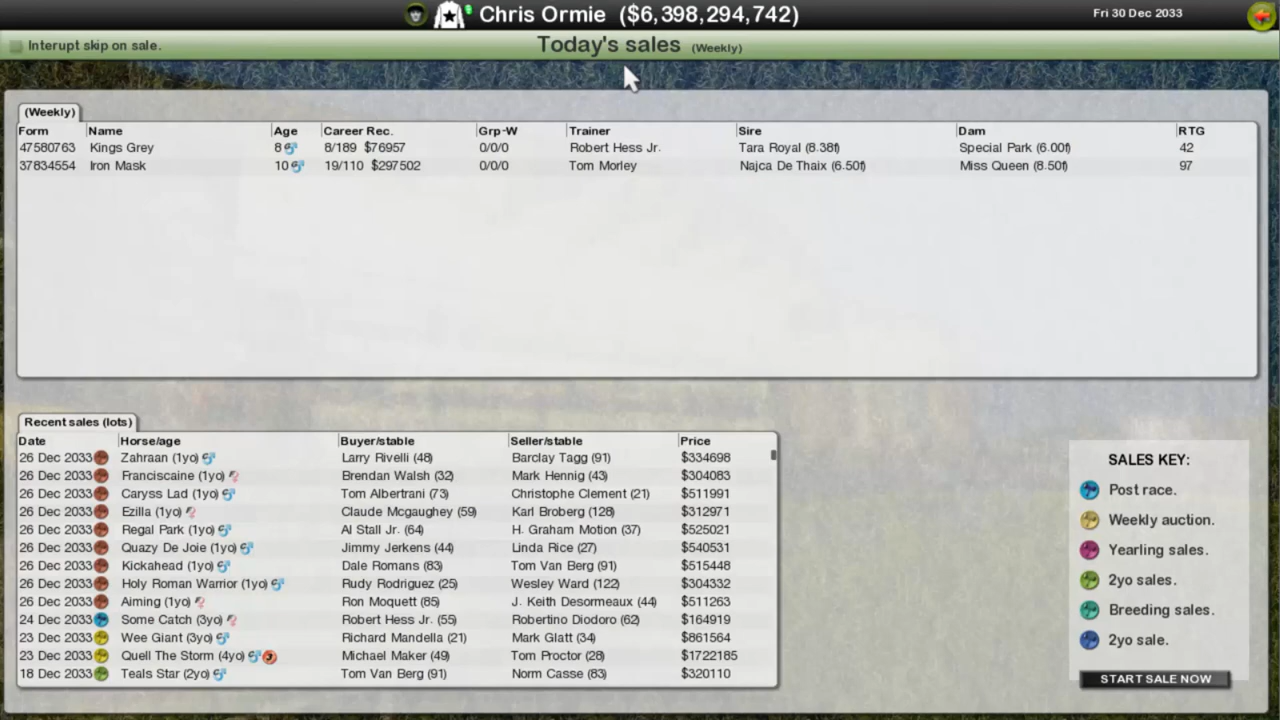 Chris Ormie ($6,398,294,742)
Fri 30 Dec 2033
Interupt skip on sale.
Today's sales (Weekly)
(Weekly)
Form Name Age Career Rec. Grp-W Trainer Sire Dam RTG
47580763 Kings Grey 8 8/189 $76957 0/0/0 Robert Hess Jr. Tara Royal (8.38f) Special Park (6.00f) 42
37834554 Iron Mask 10 19/110 $297502 0/0/0 Tom Morley Najca De Thaix (6.50f) Miss Queen (8.50f) 97
Recent sales (lots)
Date Horse/age Buyer/stable Seller/stable Price
26 Dec 2033 Zahraan (1yo) Larry Rivelli (48) Barclay Tagg (91) $334698
26 Dec 2033 Franciscaine (1yo) Brendan Walsh (32) Mark Hennig (43) $304083
26 Dec 2033 Caryss Lad (1yo) Tom Albertrani (73) Christophe Clement (21) $511991
26 Dec 2033 Ezilla (1yo) Claude Mcgaughey (59) Karl Broberg (128) $312971
26 Dec 2033 Regal Park (1yo) Al Stall Jr. (64) H. Graham Motion (37) $525021
26 Dec 2033 Quazy De Joie (1yo) Jimmy Jerkens (44) Linda Rice (27) $540531
26 Dec 2033 Kickahead (1yo) Dale Romans (83) Tom Van Berg (91) $515448
26 Dec 2033 Holy Roman Warrior (1yo) Rudy Rodriguez (25) Wesley Ward (122) $304332
26 Dec 2033 Aiming (1yo) Ron Moquett (85) J. Keith Desormeaux (44) $511263
24 Dec 2033 Some Catch (3yo) Robert Hess Jr. (55) Robertino Diodoro (62) $164919
23 Dec 2033 Wee Giant (3yo) Richard Mandella (21) Mark Glatt (34) $861564
23 Dec 2033 Quell The Storm (4yo) Michael Maker (49) Tom Proctor (28) $1722185
18 Dec 2033 Teals Star (2yo) Tom Van Berg (91) Norm Casse (83) $320110
SALES KEY:
Post race.
Weekly auction.
Yearling sales.
2yo sales.
Breeding sales.
2yo sale.
START SALE NOW